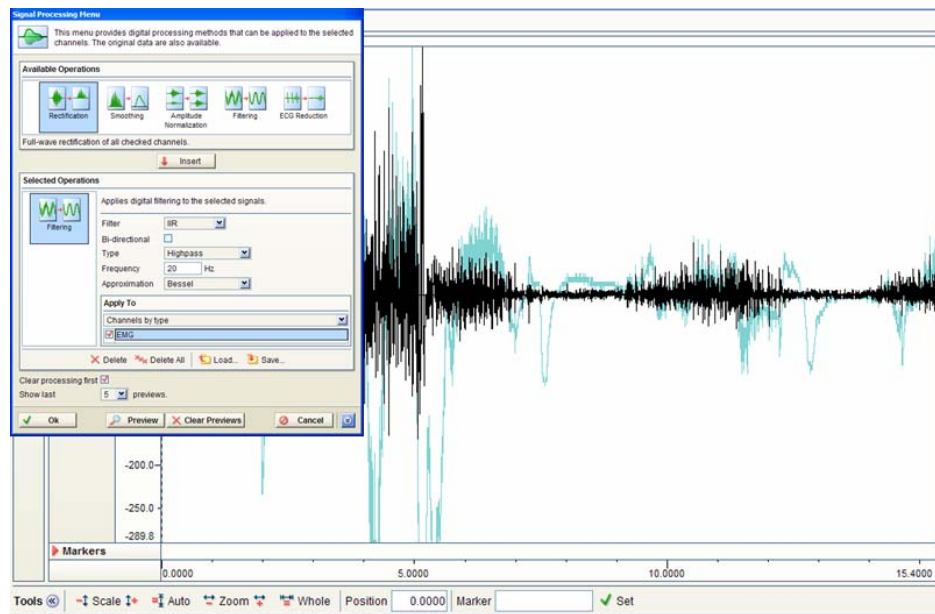 Signal Processing Menu
This menu provides digital processing methods that can be applied to the selected
channels. The original data are also available.
Available Operations
Rectification
Smoothing
Amplitude
Normalization
Filtering
ECG Reduction
Full-wave rectification of all checked channels.
Insert
Selected Operations
Filtering
Applies digital filtering to the selected signals.
Filter IIR
Bi-directional
Type Highpass
Frequency 20 Hz
Approximation Bessel
Apply To
Channels by type
EMG
Delete Delete All Load... Save...
Clear processing first
Show last 5 previews.
Ok Preview Clear Previews Cancel
-200.0
-250.0
-289.8
Markers
0.0000 5.0000 10.0000 15.4000
Tools Scale Auto Zoom Whole Position 0.0000 Marker Set